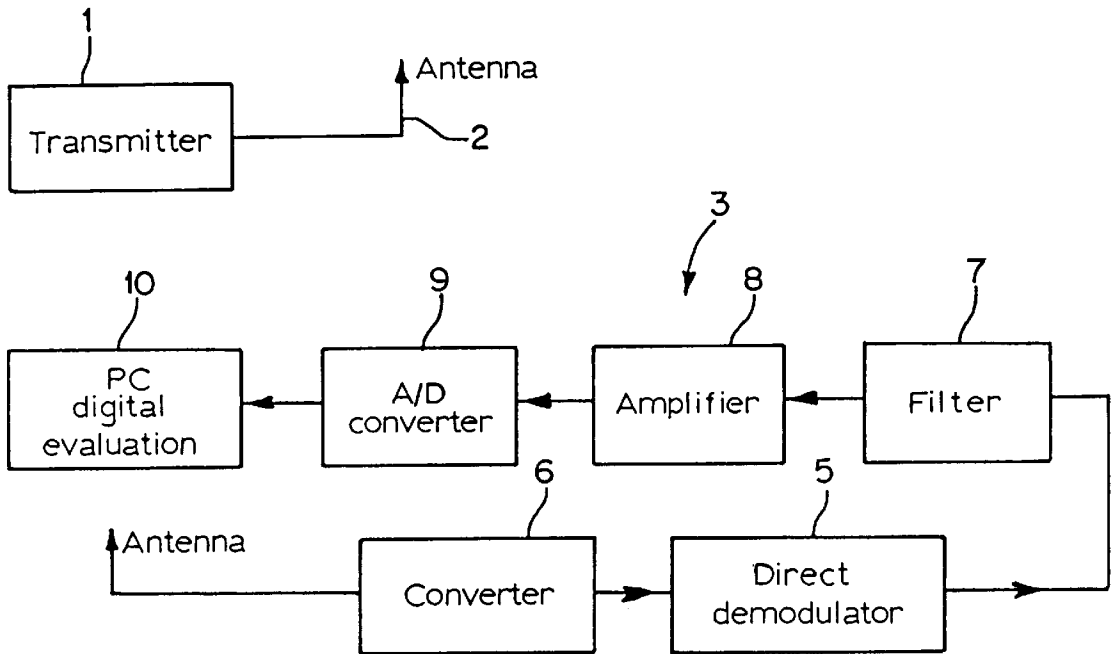 1
Antenna
Transmitter
2
3
10
9
8
7
PC
digital
evaluation
A/D
converter
Amplifier
Filter
6
5
Antenna
Converter
Direct
demodulator